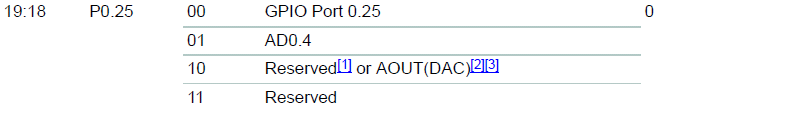 19:18 P0.25 00 GPIO Port 0.25 0
01 AD0.4
10 Reserved[1] or AOUT(DAC)[2][3]
11 Reserved